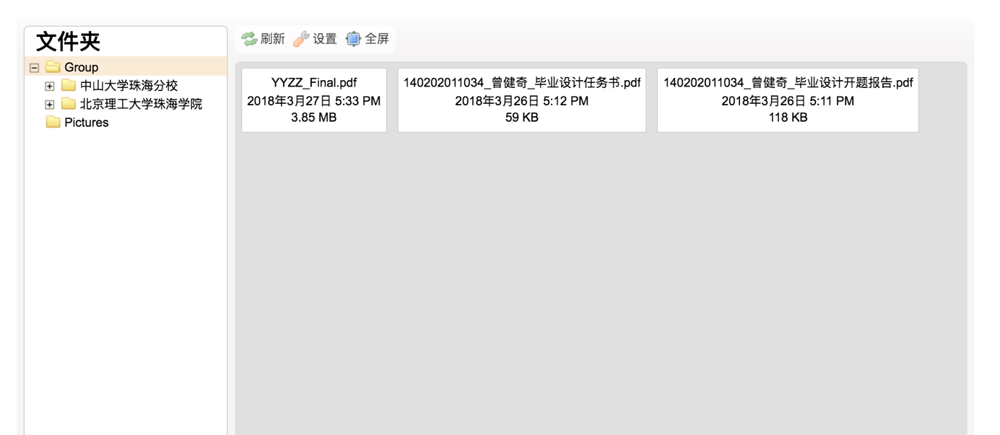 文件夹
Group
中山大学珠海分校
北京理工大学珠海学院
Pictures
刷新 设置 全屏
YYZZ_Final.pdf
2018年3月27日 5:33 PM
3.85 MB
140202011034_曾健奇_毕业设计任务书.pdf
2018年3月26日 5:12 PM
59 KB
140202011034_曾健奇_毕业设计开题报告.pdf
2018年3月26日 5:11 PM
118 KB